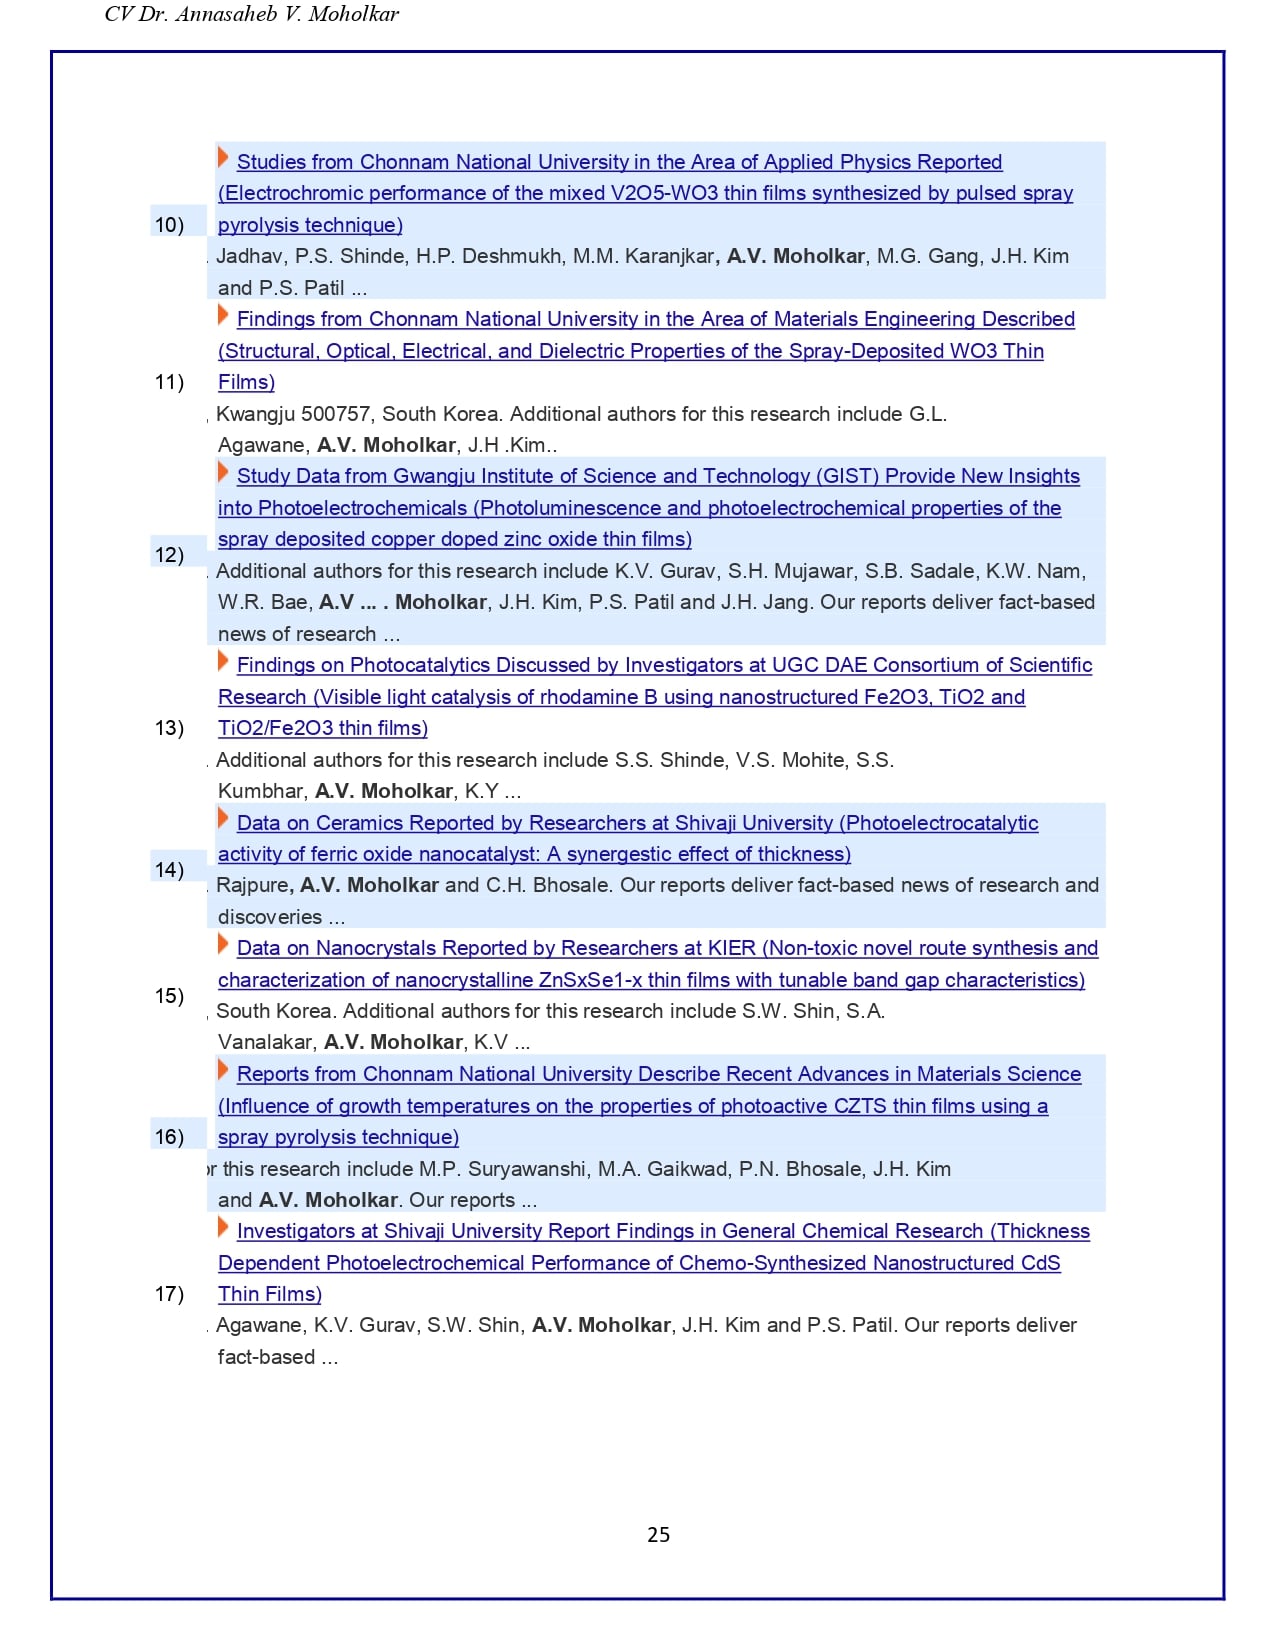 CV Dr. Annasaheb V. Moholkar
Studies from Chonnam National University in the Area of Applied Physics Reported
(Electrochromic performance of the mixed V2O5-WO3 thin films synthesized by pulsed spray
10) pyrolysis technique)
. Jadhav, P.S. Shinde, H.P. Deshmukh, M.M. Karanjkar, A.V. Moholkar, M.G. Gang, J.H. Kim
and P.S. Patil ...
Findings from Chonnam National University in the Area of Materials Engineering Described
(Structural, Optical, Electrical, and Dielectric Properties of the Spray-Deposited WO3 Thin
11) Films)
, Kwangju 500757, South Korea. Additional authors for this research include G.L.
Agawane, A.V. Moholkar, J.H .Kim..
Study Data from Gwangju Institute of Science and Technology (GIST) Provide New Insights
into Photoelectrochemicals (Photoluminescence and photoelectrochemical properties of the
spray deposited copper doped zinc oxide thin films)
12)
. Additional authors for this research include K.V. Gurav, S.H. Mujawar, S.B. Sadale, K.W. Nam,
W.R. Bae, A.V ... . Moholkar, J.H. Kim, P.S. Patil and J.H. Jang. Our reports deliver fact-based
news of research ...
Findings on Photocatalytics Discussed by Investigators at UGC DAE Consortium of Scientific
Research (Visible light catalysis of rhodamine B using nanostructured Fe2O3, TiO2 and
13) TiO2/Fe2O3 thin films)
. Additional authors for this research include S.S. Shinde, V.S. Mohite, S.S.
Kumbhar, A.V. Moholkar, K.Y ...
Data on Ceramics Reported by Researchers at Shivaji University (Photoelectrocatalytic
activity of ferric oxide nanocatalyst: A synergestic effect of thickness)
14)
. Rajpure, A.V. Moholkar and C.H. Bhosale. Our reports deliver fact-based news of research and
discoveries ...
Data on Nanocrystals Reported by Researchers at KIER (Non-toxic novel route synthesis and
characterization of nanocrystalline ZnSxSe1-x thin films with tunable band gap characteristics)
15)
, South Korea. Additional authors for this research include S.W. Shin, S.A.
Vanalakar, A.V. Moholkar, K.V ...
Reports from Chonnam National University Describe Recent Advances in Materials Science
(Influence of growth temperatures on the properties of photoactive CZTS thin films using a
16) spray pyrolysis technique)
or this research include M.P. Suryawanshi, M.A. Gaikwad, P.N. Bhosale, J.H. Kim
and A.V. Moholkar. Our reports ...
Investigators at Shivaji University Report Findings in General Chemical Research (Thickness
Dependent Photoelectrochemical Performance of Chemo-Synthesized Nanostructured CdS
17) Thin Films)
. Agawane, K.V. Gurav, S.W. Shin, A.V. Moholkar, J.H. Kim and P.S. Patil. Our reports deliver
fact-based ...
25